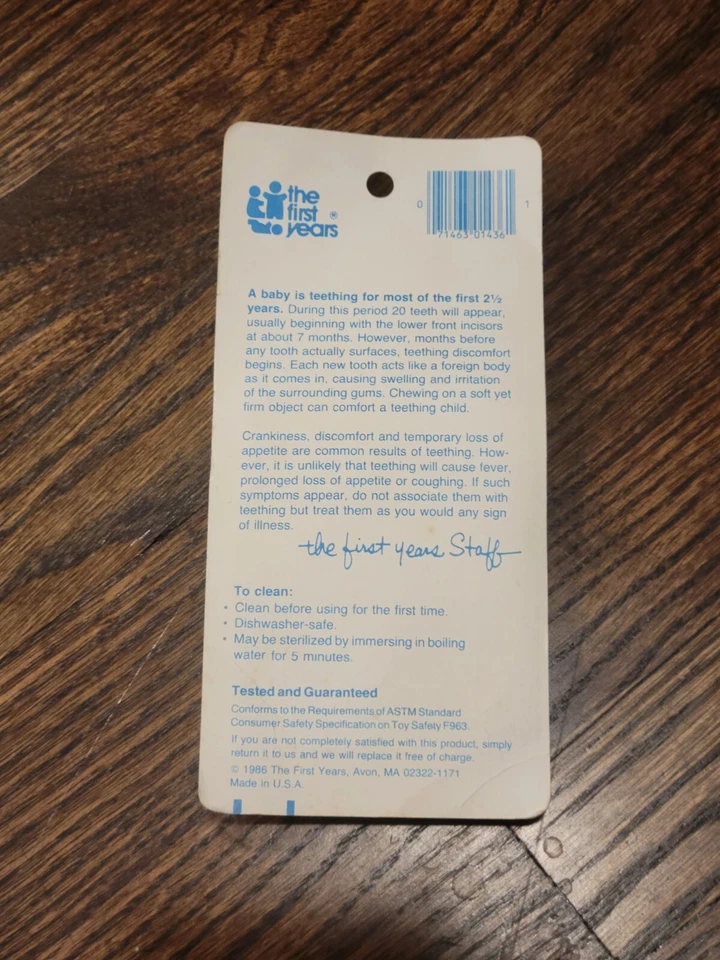 the
first ®
years
0 71463 01436 1
A baby is teething for most of the first 2½
years. During this period 20 teeth will appear,
usually beginning with the lower front incisors
at about 7 months. However, months before
any tooth actually surfaces, teething discomfort
begins. Each new tooth acts like a foreign body
as it comes in, causing swelling and irritation
of the surrounding gums. Chewing on a soft yet
firm object can comfort a teething child.
Crankiness, discomfort and temporary loss of
appetite are common results of teething. How-
ever, it is unlikely that teething will cause fever,
prolonged loss of appetite or coughing. If such
symptoms appear, do not associate them with
teething but treat them as you would any sign
of illness.
the first years Staff
To clean:
• Clean before using for the first time.
• Dishwasher-safe.
• May be sterilized by immersing in boiling
water for 5 minutes.
Tested and Guaranteed
Conforms to the Requirements of ASTM Standard
Consumer Safety Specification on Toy Safety F963.
If you are not completely satisfied with this product, simply
return it to us and we will replace it free of charge.
© 1986 The First Years, Avon, MA 02322-1171
Made in U.S.A.